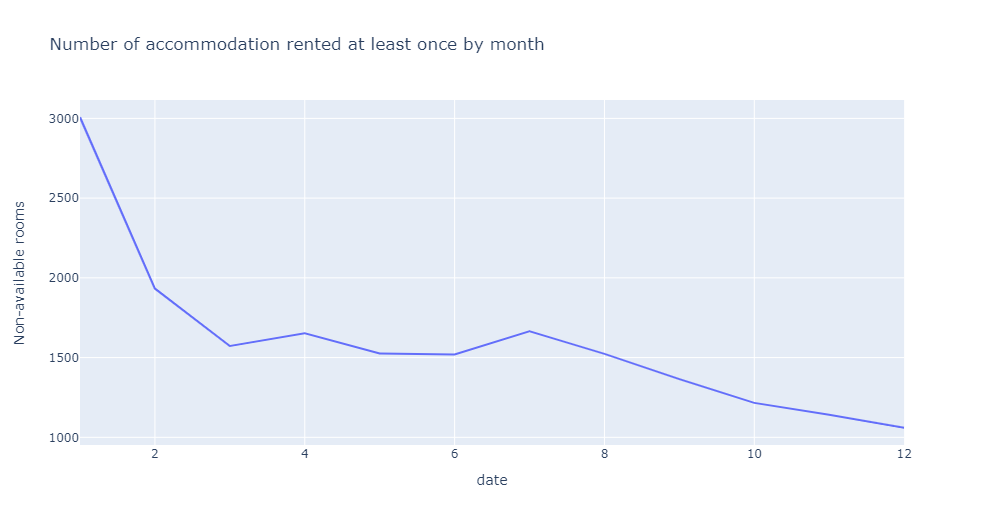 Number of accommodation rented at least once by month
Non-available rooms
3000
2500
2000
1500
1000
2 4 6 8 10 12
date